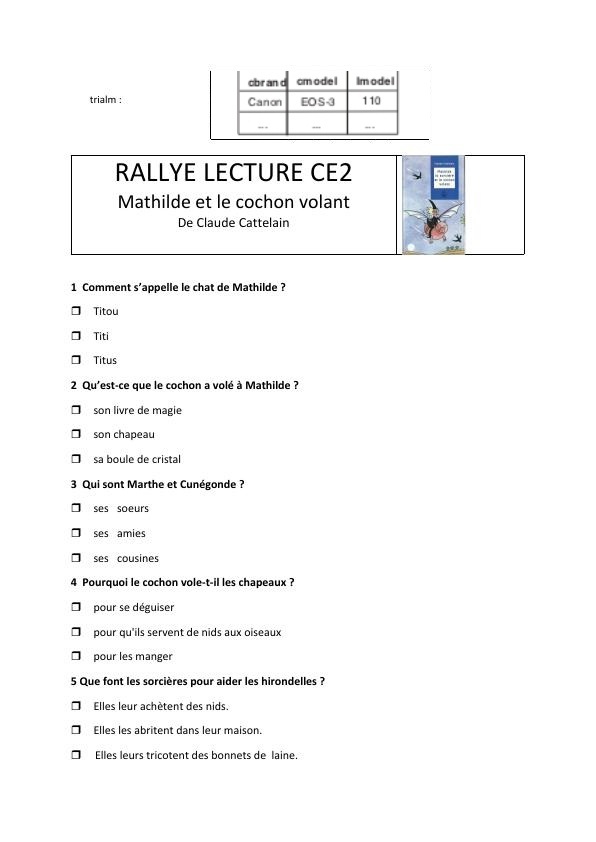 cbrand cmodel lmodel
trialm : Canon EOS-3 110
... ... ...
RALLYE LECTURE CE2
Mathilde et le cochon volant
De Claude Cattelain
1 Comment s'appelle le chat de Mathilde ?
Titou
Titi
Titus
2 Qu'est-ce que le cochon a volé à Mathilde ?
son livre de magie
son chapeau
sa boule de cristal
3 Qui sont Marthe et Cunégonde ?
ses soeurs
ses amies
ses cousines
4 Pourquoi le cochon vole-t-il les chapeaux ?
pour se déguiser
pour qu'ils servent de nids aux oiseaux
pour les manger
5 Que font les sorcières pour aider les hirondelles ?
Elles leur achètent des nids.
Elles les abritent dans leur maison.
Elles leurs tricotent des bonnets de laine.